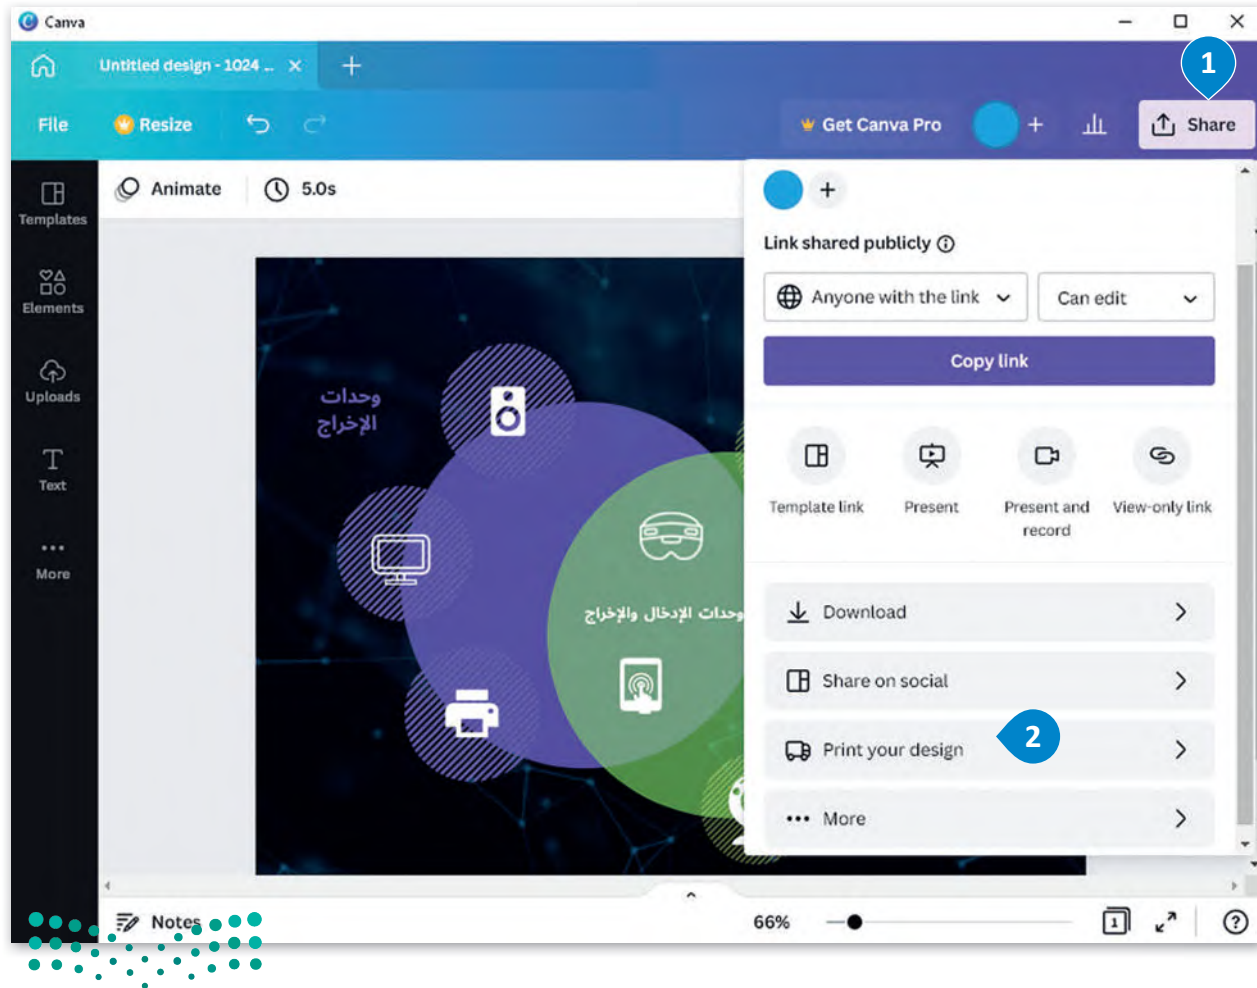 Canva
Untitled design - 1024 ...
1
File
Resize
Get Canva Pro
Share
Templates
Elements
Uploads
Text
More
Animate
5.0s
Link shared publicly
Anyone with the link
Can edit
Copy link
Template link
Present
Present and
record
View-only link
Download
Share on social
Print your design
2
More
وحدات
الإخراج
وحدات الإدخال والإخراج
Notes
66%
1
?